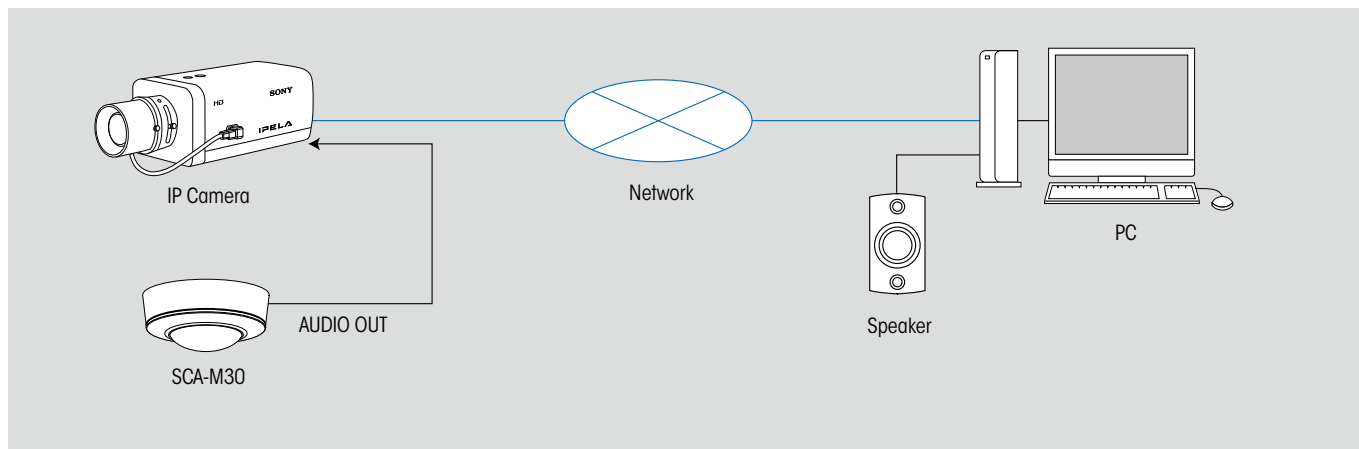 HD
SONY
IPELA
IP Camera
Network
PC
Speaker
AUDIO OUT
SCA-M30